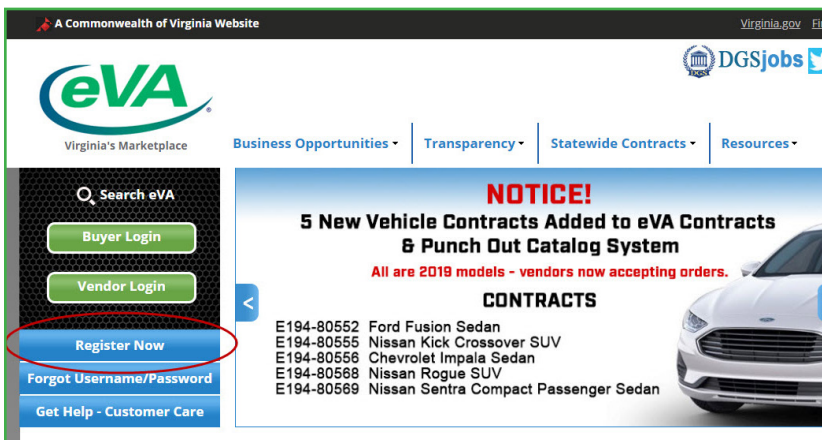 A Commonwealth of Virginia Website
Virginia.gov
DGSjobs
DGS
eVA
Virginia's Marketplace
Business Opportunities
Transparency
Statewide Contracts
Resources
Search eVA
Buyer Login
Vendor Login
Register Now
Forgot Username/Password
Get Help - Customer Care
NOTICE!
5 New Vehicle Contracts Added to eVA Contracts
& Punch Out Catalog System
All are 2019 models - vendors now accepting orders.
CONTRACTS
<
E194-80552 Ford Fusion Sedan
E194-80555 Nissan Kick Crossover SUV
E194-80556 Chevrolet Impala Sedan
E194-80568 Nissan Rogue SUV
E194-80569 Nissan Sentra Compact Passenger Sedan